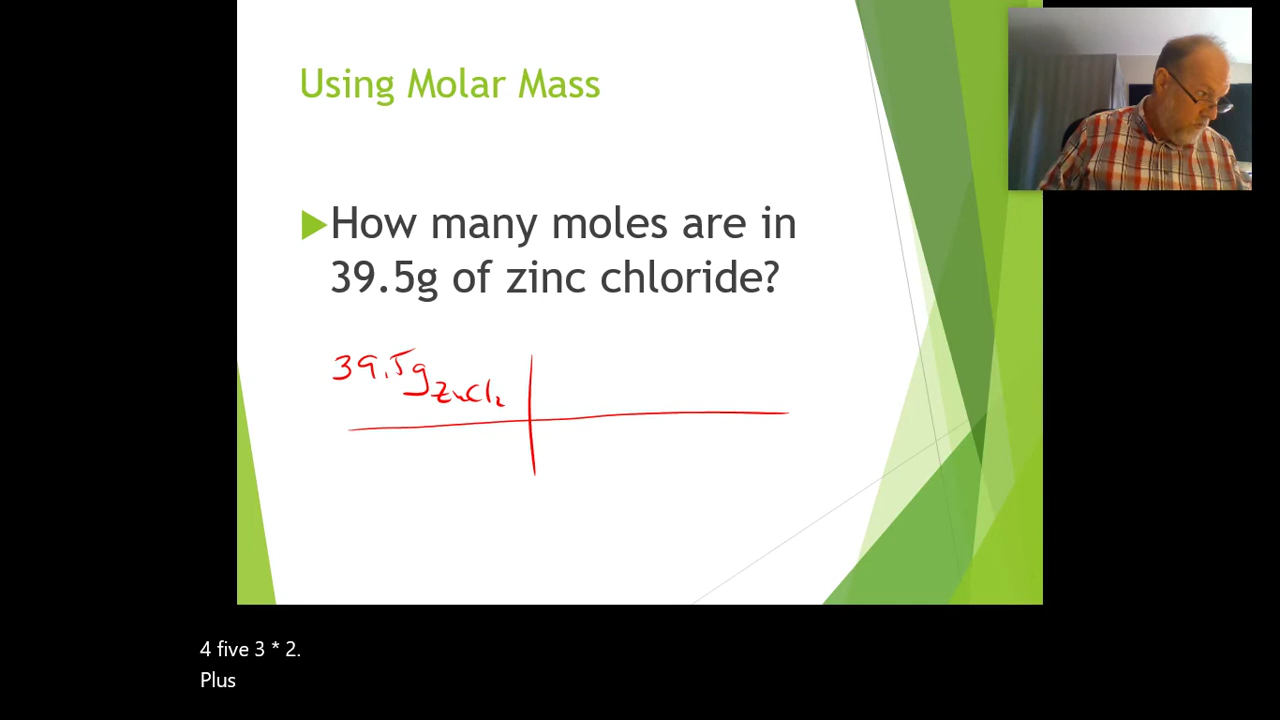 Using Molar Mass
How many moles are in
39.5g of zinc chloride?
39.5g ZnCl₂
4 five 3 * 2.
Plus